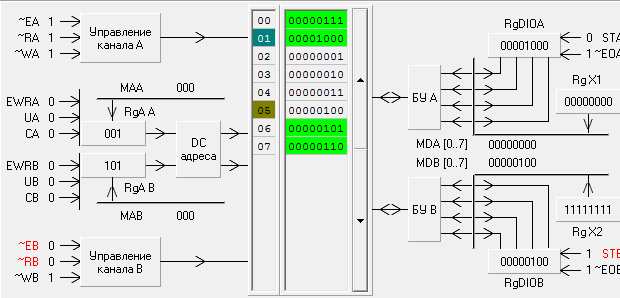 ~EA 1
~RA 1
~WA 1
Управление
канала А
00 00000111
01 00001000
02 00000001
03 00000010
04 00000011
05 00000100
06 00000101
07 00000110
RgDIOA
00001000
0 STA
1 ~EOA
БУ А
RgX1
00000000
MAA 000
EWRA 0
UA 0
CA 0
RgA A
001
DC
адреса
MDA [0..7] 00000000
MDB [0..7] 00000100
EWRB 0
UB 0
CB 0
101
RgA B
MAB 000
БУ В
11111111
RgX2
~EB 0
~RB 0
~WB 1
Управление
канала В
00000100
RgDIOB
1 STB
1 ~EOB